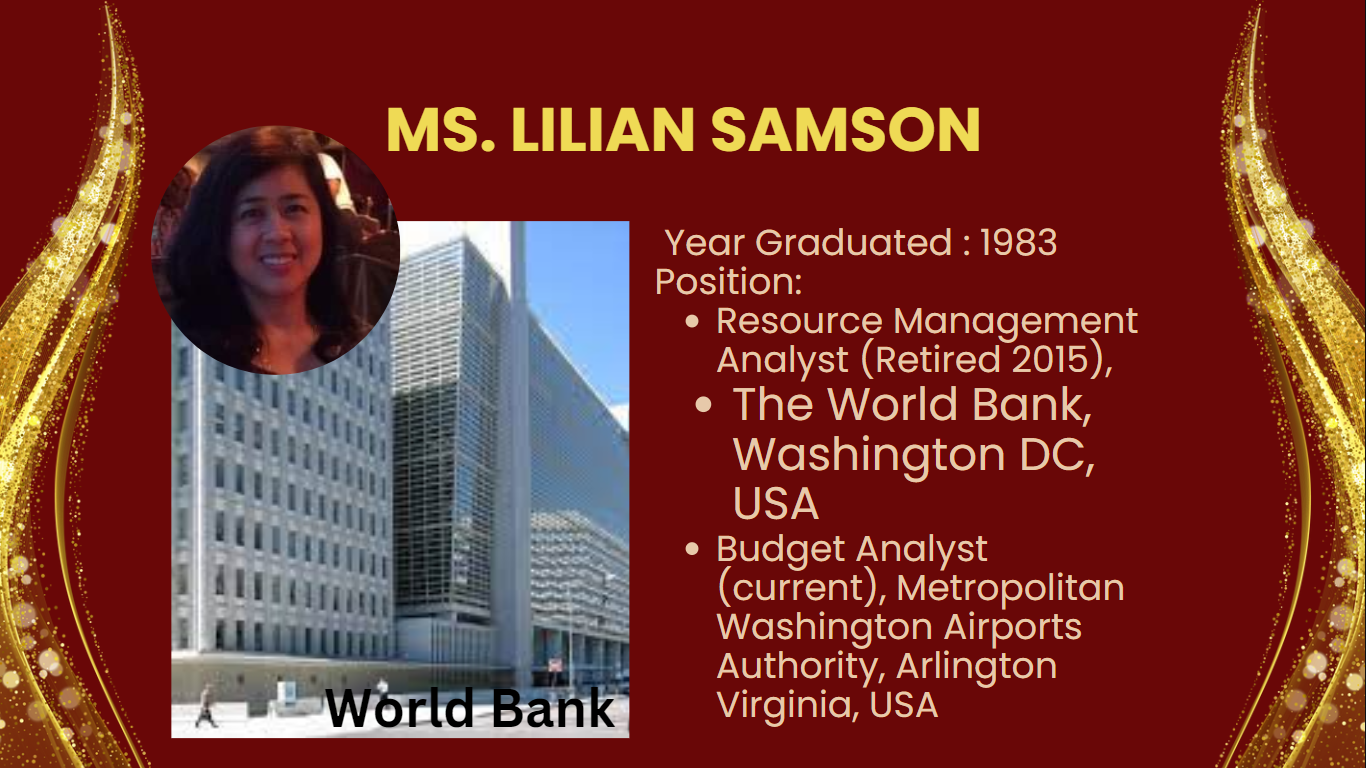 MS. LILIAN SAMSON
Year Graduated : 1983
Position:
• Resource Management
Analyst (Retired 2015),
• The World Bank,
Washington DC,
USA
• Budget Analyst
(current), Metropolitan
Washington Airports
Authority, Arlington
Virginia, USA
World Bank